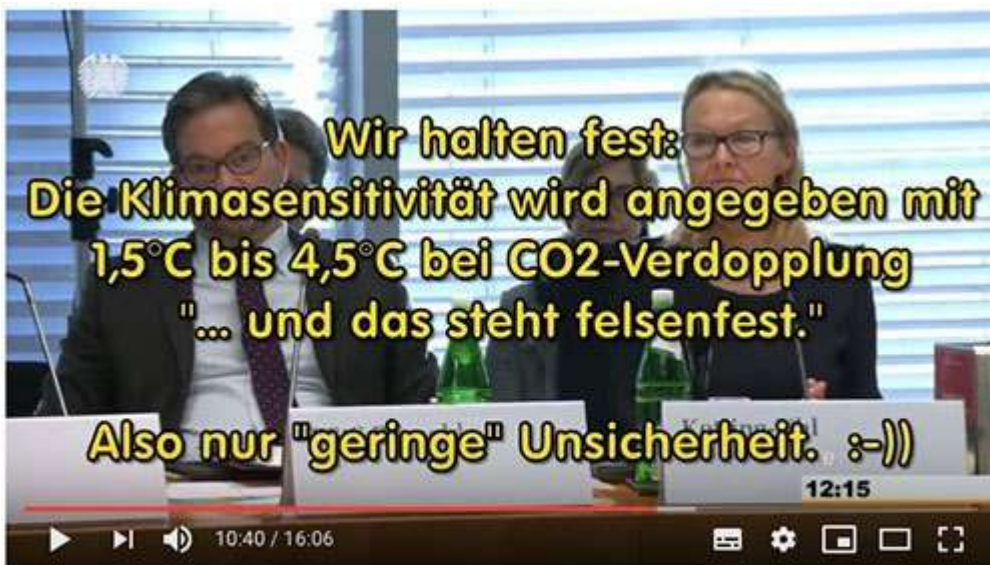 Wir halten fest:
Die Klimasensitivität wird angegeben mit
1,5°C bis 4,5°C bei CO2-Verdopplung
"... und das steht felsenfest."
Also nur "geringe" Unsicherheit. :-))
12:15
10:40 / 16:06